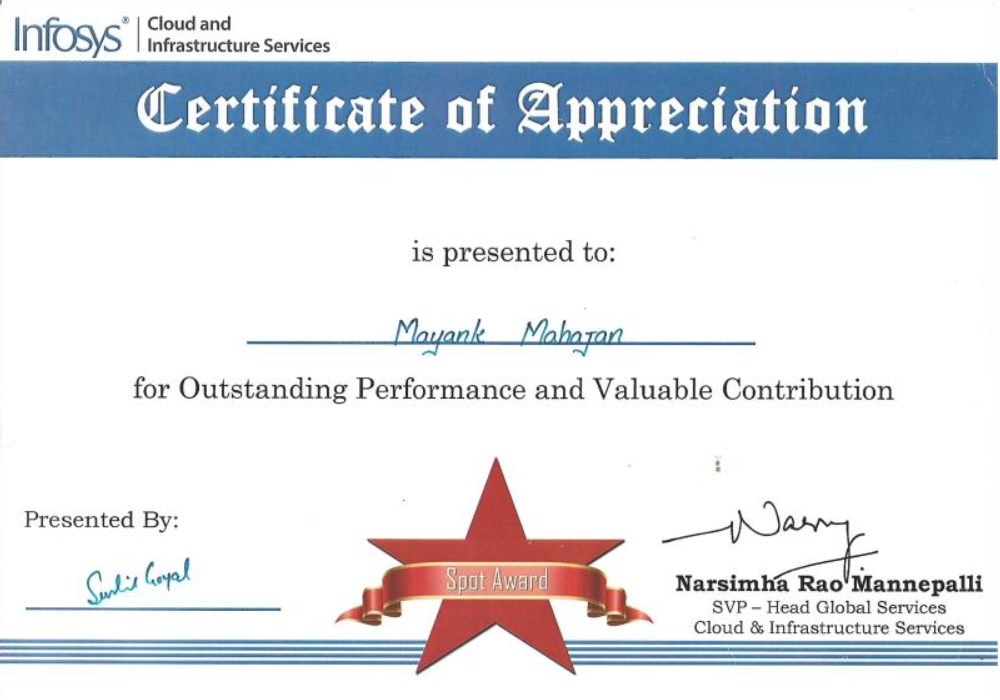 Infosys® | Cloud and
Infrastructure Services
Certificate of Appreciation
is presented to:
Mayank Mahajan
for Outstanding Performance and Valuable Contribution
Presented By:
Goyal
Spot Award
Narsimha Rao Mannepalli
SVP – Head Global Services
Cloud & Infrastructure Services